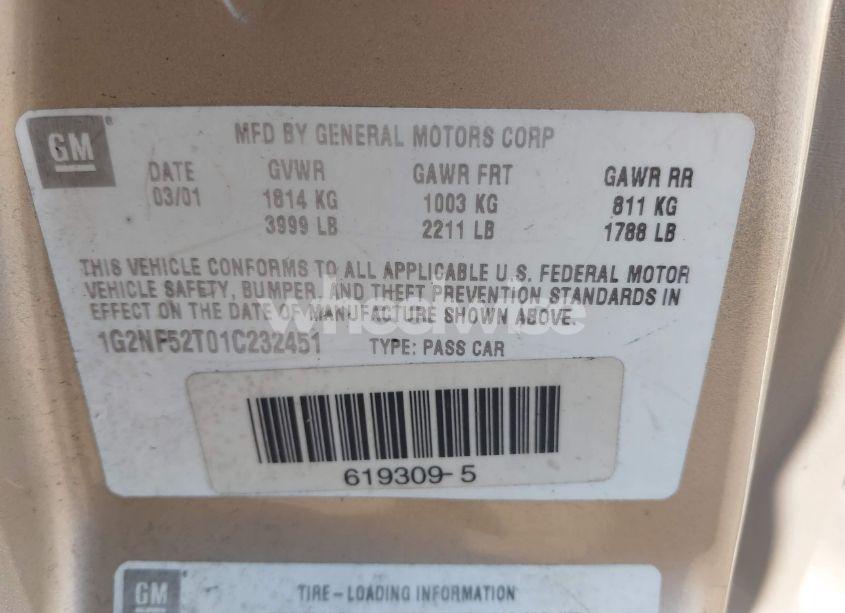 GM
MFD BY GENERAL MOTORS CORP
DATE GVWR GAWR FRT GAWR RR
03/01 1814 KG 1003 KG 811 KG
3999 LB 2211 LB 1788 LB
THIS VEHICLE CONFORMS TO ALL APPLICABLE U.S. FEDERAL MOTOR
VEHICLE SAFETY, BUMPER, AND THEFT PREVENTION STANDARDS IN
EFFECT ON THE DATE OF MANUFACTURE SHOWN ABOVE.
wheelwise
1G2NF52T01C232451 TYPE: PASS CAR
619309-5
GM
TIRE-LOADING INFORMATION